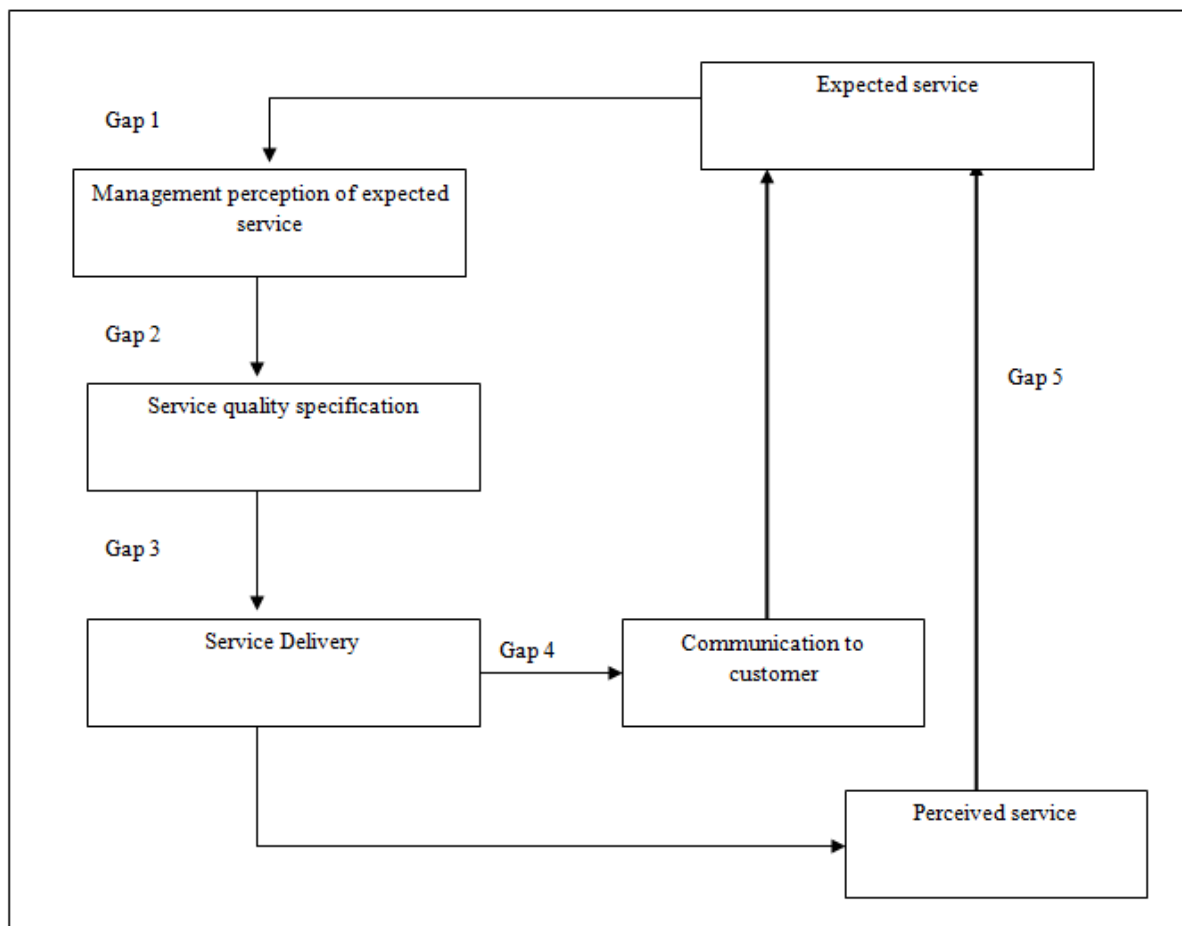 Expected service
Gap 1
Management perception of expected
service
Gap 2
Gap 5
Service quality specification
Gap 3
Service Delivery
Gap 4
Communication to
customer
Perceived service